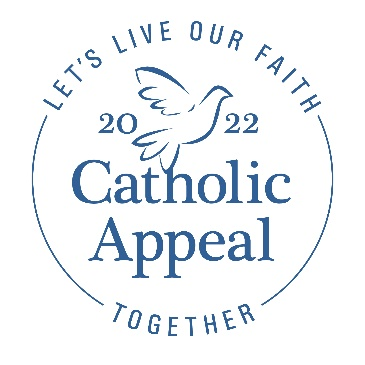 LET'S LIVE OUR FAITH
2022
Catholic
Appeal
TOGETHER